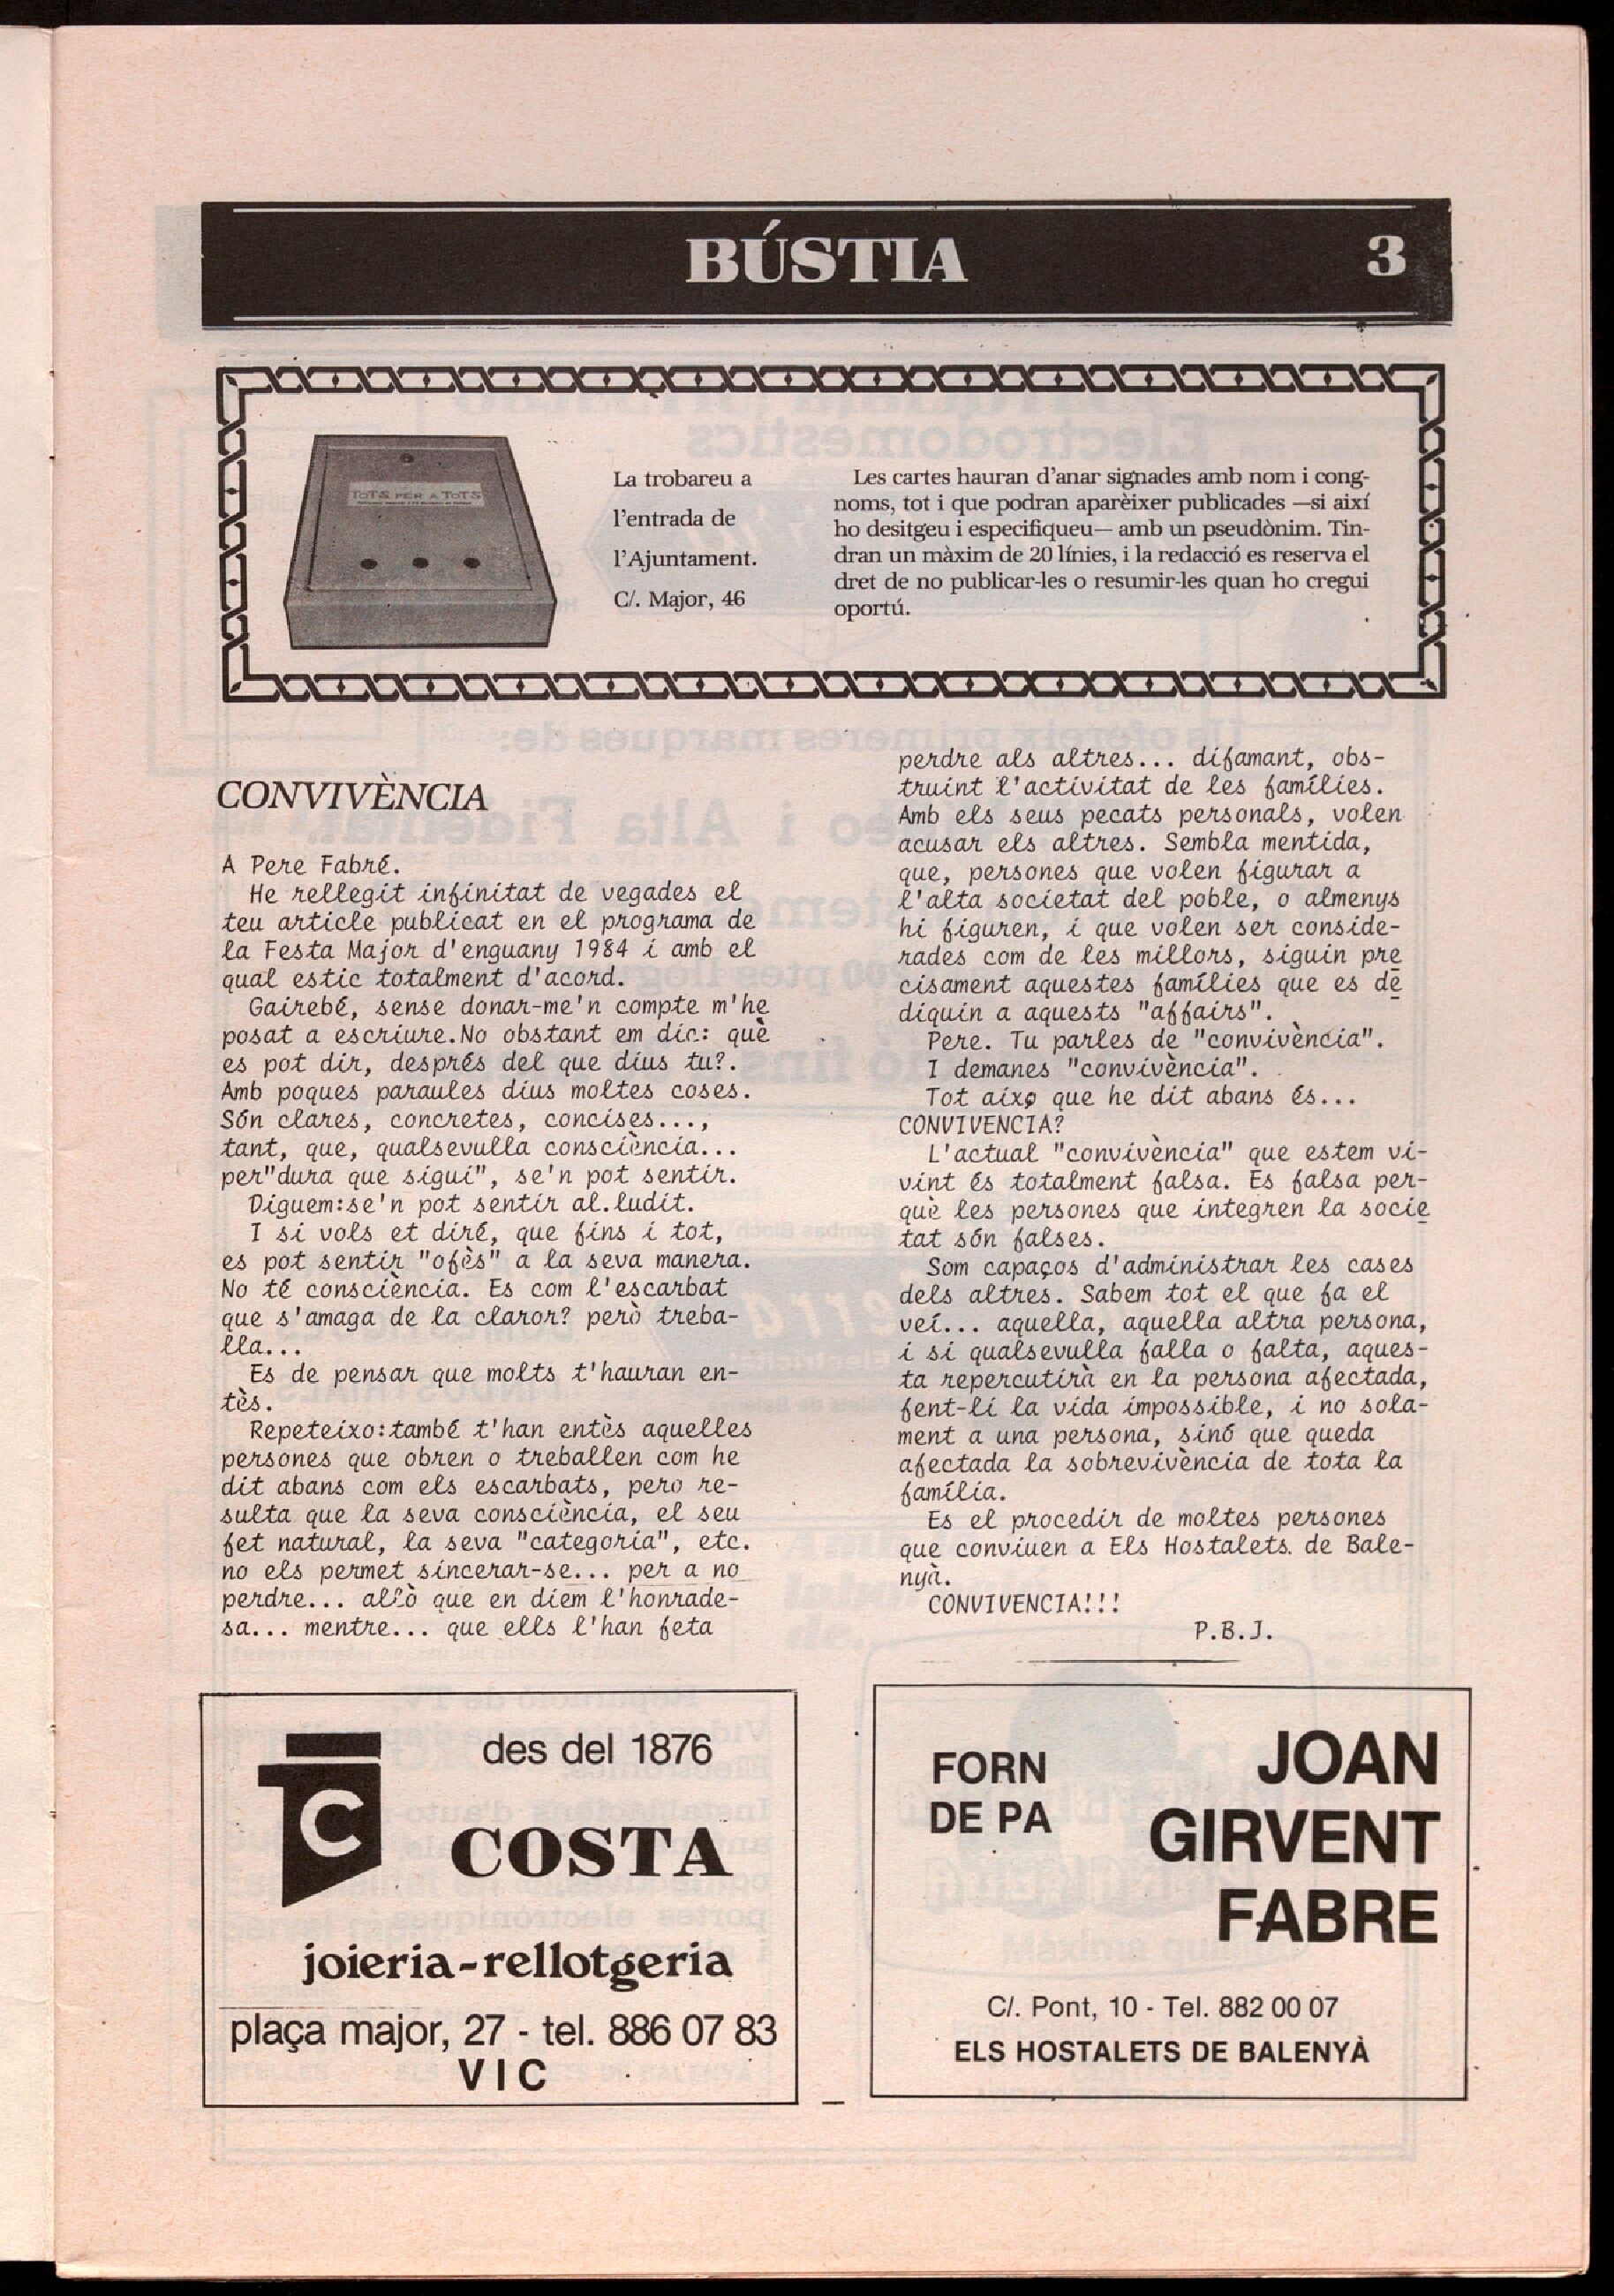 BÚSTIA
3
TOTS PER A TOTS
La trobareu a
l'entrada de
l'Ajuntament.
C/. Major, 46
Les cartes hauran d'anar signades amb nom i cong-
noms, tot i que podran aparèixer publicades —si així
ho desitgeu i especifiqueu— amb un pseudònim. Tin-
dran un màxim de 20 línies, i la redacció es reserva el
dret de no publicar-les o resumir-les quan ho cregui
oportú.
CONVIVÈNCIA
A Pere Fabré.
He rellegit infinitat de vegades el
teu article publicat en el programa de
la Festa Major d'enguany 1984 i amb el
qual estic totalment d'acord.
Gairebé, sense donar-me'n compte m'he
posat a escriure.No obstant em dic: què
es pot dir, després del que dius tu?.
Amb poques paraules dius moltes coses.
Són clares, concretes, concises...,
tant, que, qualsevulla consciència...
per"dura que sigui", se'n pot sentir.
Diguem:se'n pot sentir al.ludit.
I si vols et diré, que fins i tot,
es pot sentir "ofès" a la seva manera.
No té consciència. Es com l'escarbat
que s'amaga de la claror? però treba-
lla...
Es de pensar que molts t'hauran en-
tès.
Repeteixo:també t'han entès aquelles
persones que obren o treballen com he
dit abans com els escarbats, pero re-
sulta que la seva consciència, el seu
fet natural, la seva "categoria", etc.
no els permet sincerar-se... per a no
perdre... allò que en diem l'honrade-
sa... mentre... que ells l'han feta
perdre als altres... difamant, obs-
truint l'activitat de les famílies.
Amb els seus pecats personals, volen
acusar els altres. Sembla mentida,
que, persones que volen figurar a
l'alta societat del poble, o almenys
hi figuren, i que volen ser conside-
rades com de les millors, siguin pre
cisament aquestes famílies que es de
diquin a aquests "affairs".
Pere. Tu parles de "convivència".
I demanes "convivència".
Tot aixo que he dit abans és...
CONVIVENCIA?
L'actual "convivència" que estem vi-
vint és totalment falsa. Es falsa per-
què les persones que integren la socie
tat són falses.
Som capaços d'administrar les cases
dels altres. Sabem tot el que fa el
veí... aquella, aquella altra persona,
i si qualsevulla falla o falta, aques-
ta repercutirà en la persona afectada,
fent-li la vida impossible, i no sola-
ment a una persona, sinó que queda
afectada la sobrevivència de tota la
família.
Es el procedir de moltes persones
que conviuen a Els Hostalets de Bale-
nyà.
CONVIVENCIA!!!
P.B.J.
C
des del 1876
COSTA
joieria-rellotgeria
plaça major, 27 - tel. 886 07 83
VIC
FORN
DE PA
JOAN
GIRVENT
FABRE
C/. Pont, 10 - Tel. 882 00 07
ELS HOSTALETS DE BALENYÀ